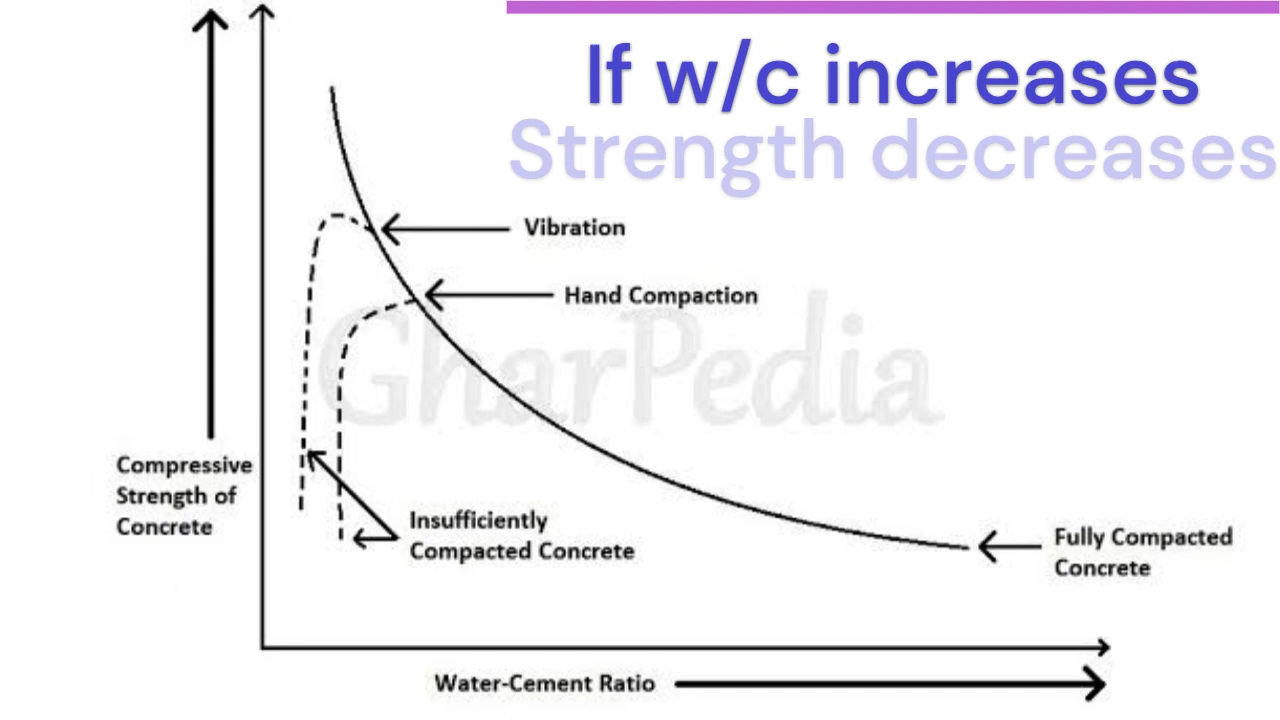 If w/c increases
Strength decreases
Vibration
Hand Compaction
GharPedia
Compressive
Strength of
Concrete
Insufficiently
Compacted Concrete
Fully Compacted
Concrete
Water-Cement Ratio